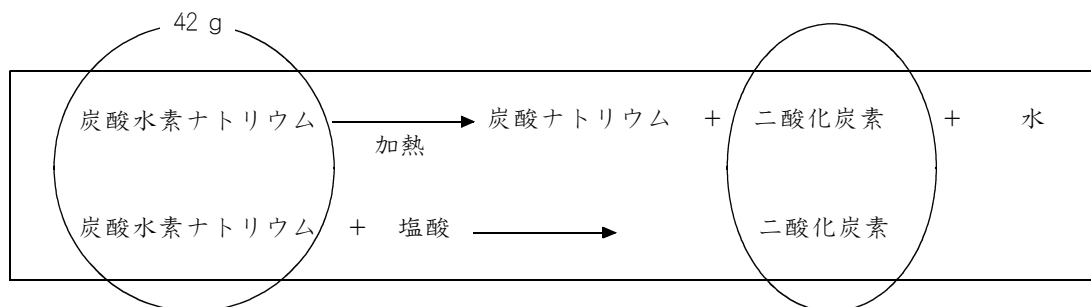 42 g
炭酸水素ナトリウム 炭酸ナトリウム + 二酸化炭素 + 水
加熱
炭酸水素ナトリウム + 塩酸 二酸化炭素